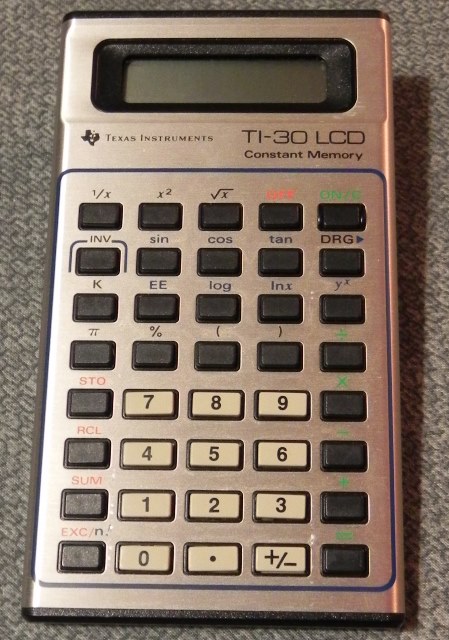 TEXAS INSTRUMENTS TI-30 LCD
Constant Memory
1/x x² √x OFF ON/C
INV sin cos tan DRG▶
K EE log lnx yˣ
π % ( ) ÷
STO 7 8 9 ×
RCL 4 5 6 −
SUM 1 2 3 +
EXC/n. 0 • +/− =